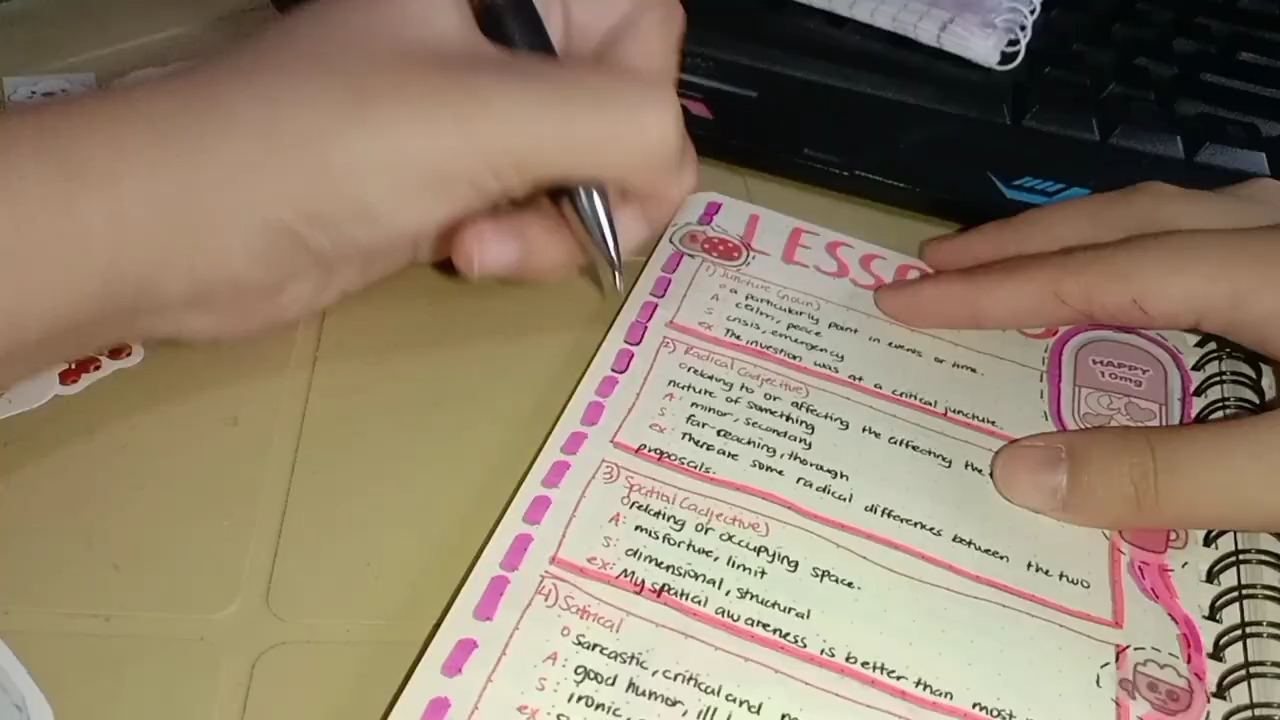 LESSO
1) Juncture (noun)
o a particularly point in events or time.
A: calm, peace
S: crisis, emergency
ex: The investion was at a critical juncture.
2) Radical (adjective)
o relating to or affecting the affecting the
nature of something
A: minor, secondary
S: far-reaching, thorough
ex: There are some radical differences between the two
proposals.
3) Spatial (adjective)
o relating or occupying space.
A: misfortune, limit
S: dimensional, structural
ex: My spatial awareness is better than most
4) Satirical
o Sarcastic, critical and
A: good humor, ill
S: ironic,
ex:
HAPPY
10mg